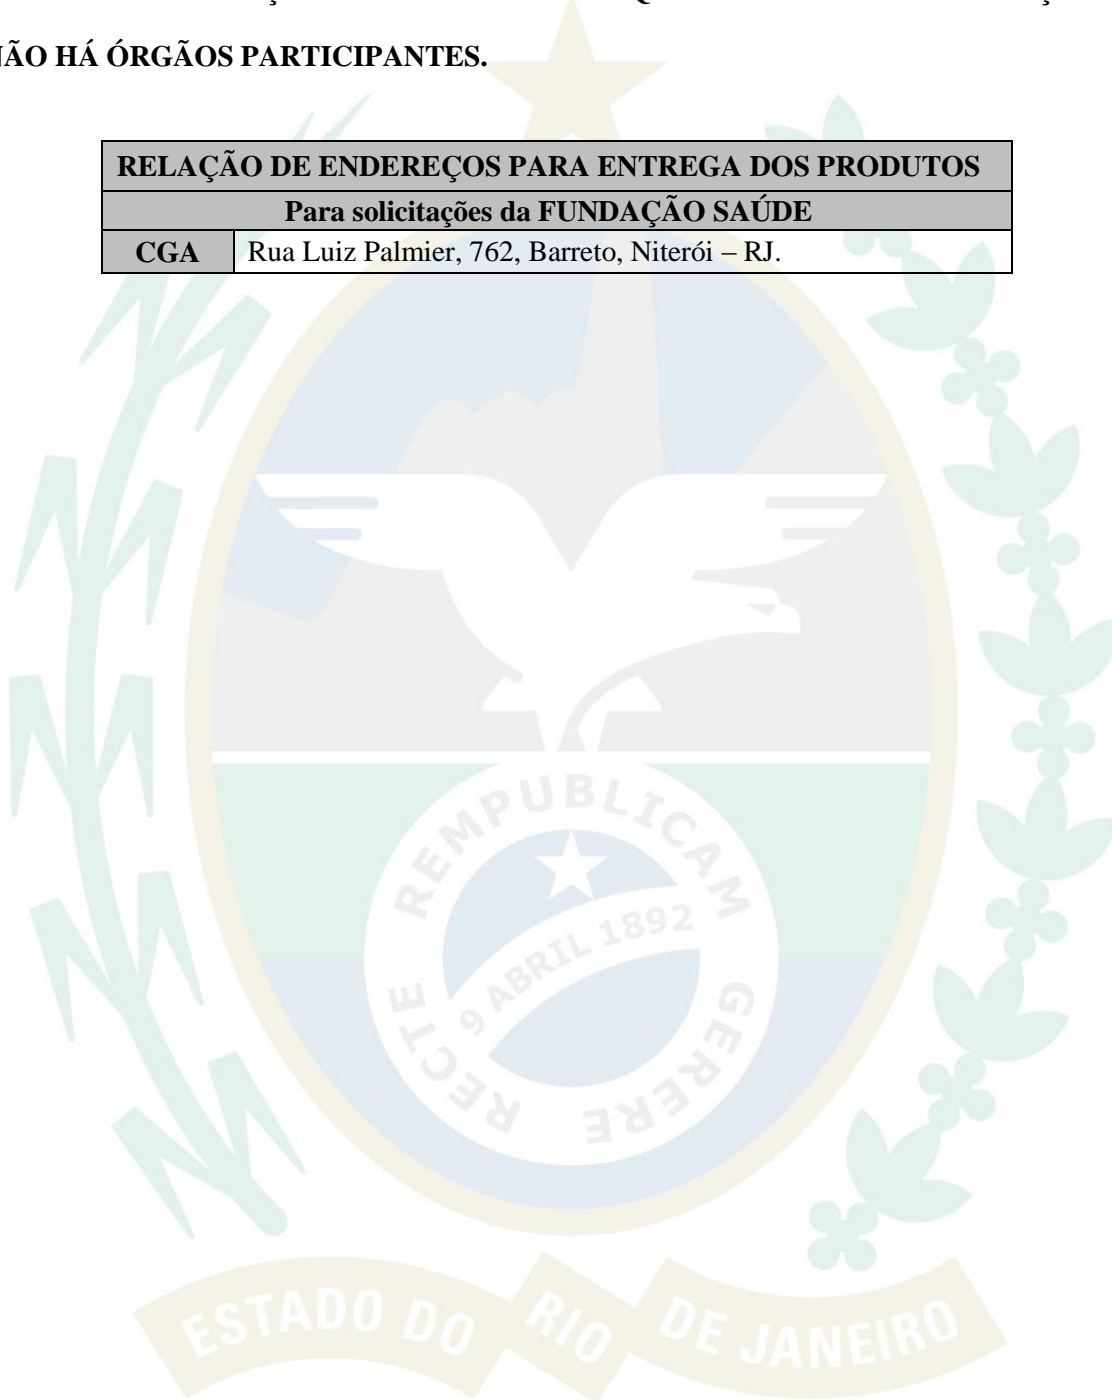 NÃO HÁ ÓRGÃOS PARTICIPANTES.
RELAÇÃO DE ENDEREÇOS PARA ENTREGA DOS PRODUTOS
Para solicitações da FUNDAÇÃO SAÚDE
CGA Rua Luiz Palmier, 762, Barreto, Niterói – RJ.
REMPUBLICAM
9 ABRIL 1892
RECTE GERERE
ESTADO DO RIO DE JANEIRO